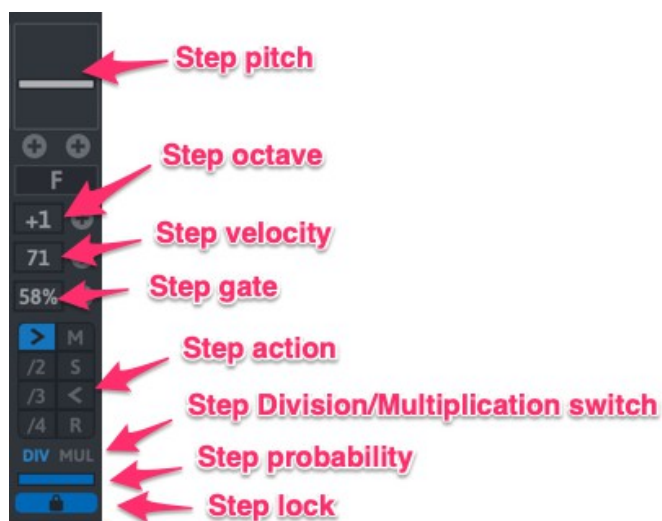 Step pitch
Step octave
F
+1
Step velocity
71
Step gate
58%
> M
Step action
/2 S
/3 <
/4 R
Step Division/Multiplication switch
DIV MUL
Step probability
Step lock